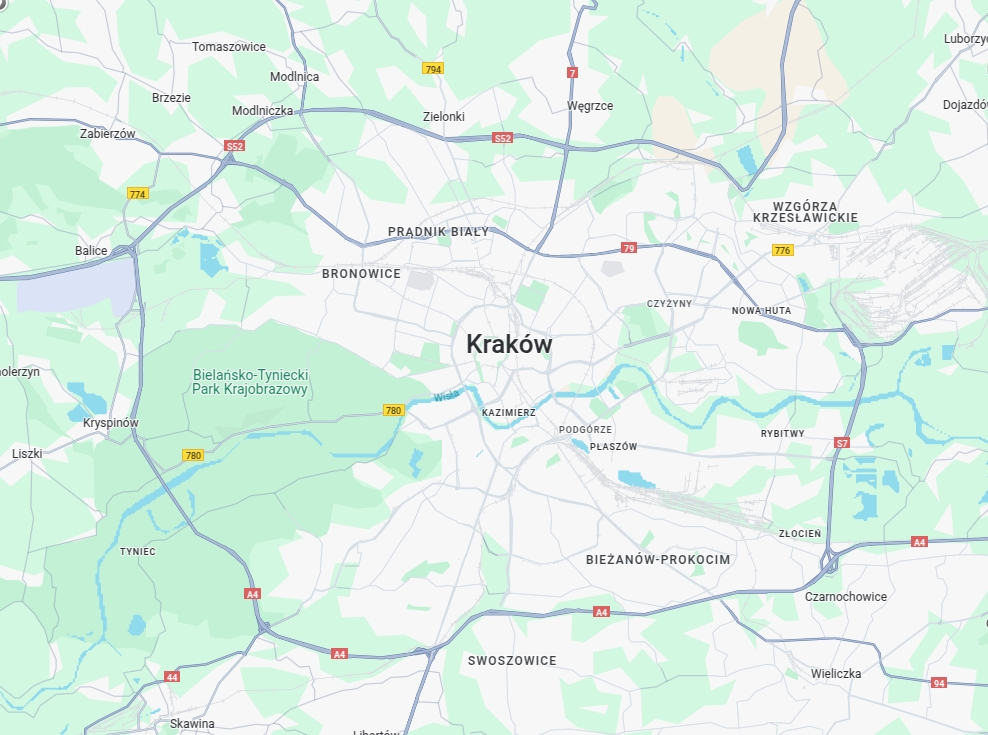 Tomaszowice
Luborzyc
794
7
Modlnica
Brzezie
Modlniczka
Węgrzce
Dojazdów
Zielonki
Zabierzów
S52
S52
774
WZGÓRZA
KRZESŁAWICKIE
PRĄDNIK BIAŁY
Balice
79
776
BRONOWICE
CZYŻYNY
NOWA HUTA
Kraków
olerzyn
Bielańsko-Tyniecki
Park Krajobrazowy
Wisła
780
KAZIMIERZ
Kryspinów
PODGÓRZE
RYBITWY
S7
PŁASZÓW
Liszki
780
ZŁOCIEŃ
A4
TYNIEC
BIEŻANÓW-PROKOCIM
A4
Czarnochowice
A4
A4
SWOSZOWICE
44
Wieliczka
94
Skawina
Libertów